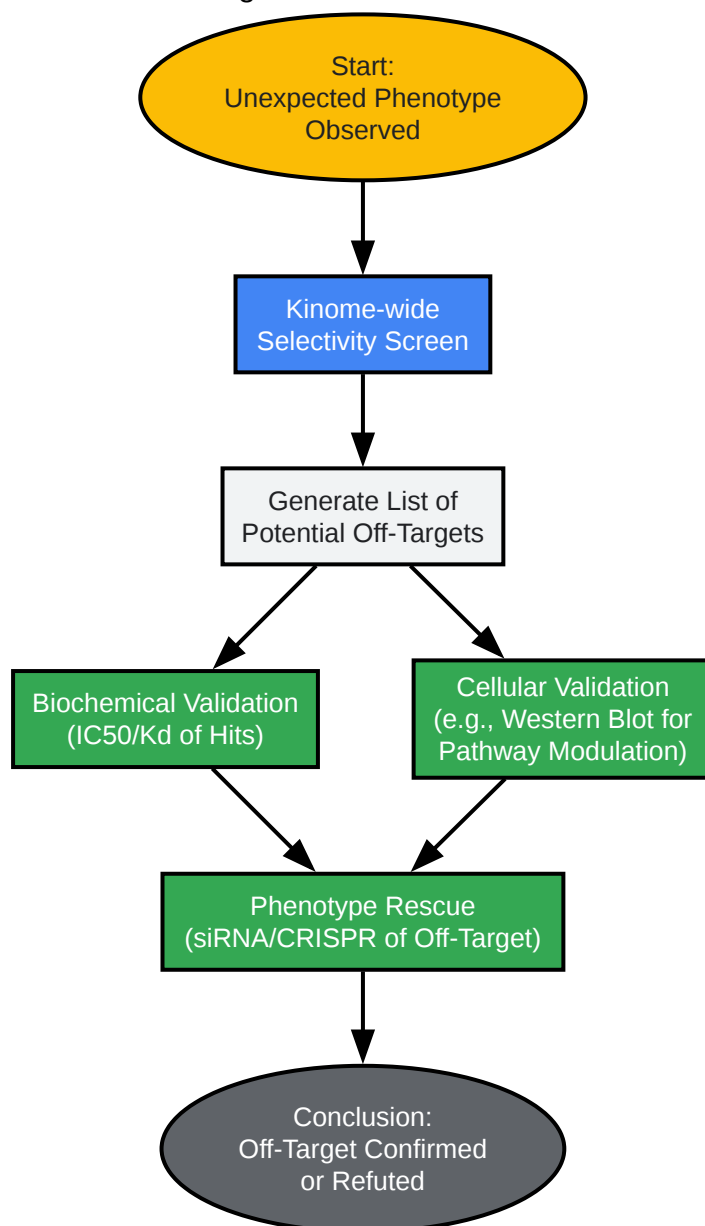 Start:
Unexpected Phenotype
Observed
Kinome-wide
Selectivity Screen
Generate List of
Potential Off-Targets
Biochemical Validation
(IC50/Kd of Hits)
Cellular Validation
(e.g., Western Blot for
Pathway Modulation)
Phenotype Rescue
(siRNA/CRISPR of Off-Target)
Conclusion:
Off-Target Confirmed
or Refuted